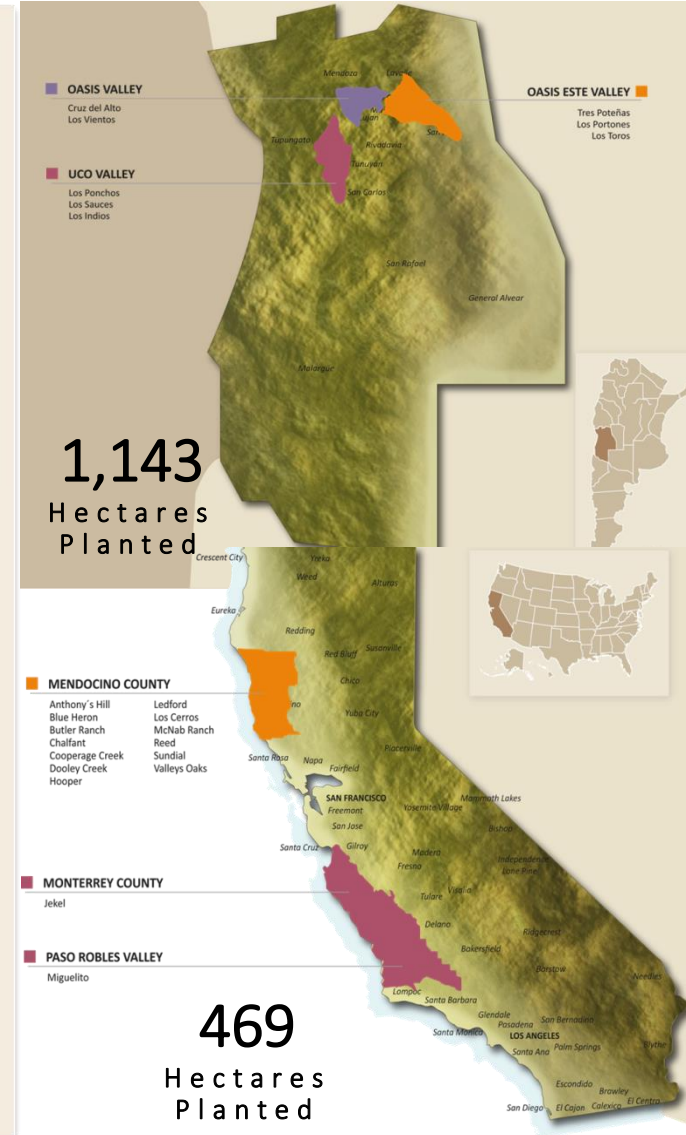 OASIS VALLEY
Cruz del Alto
Los Vientos
OASIS ESTE VALLEY
Tres Poteñas
Los Portones
Los Toros
UCO VALLEY
Los Ponchos
Los Sauces
Los Indios
Mendoza
Tupungato
Rivadavia
Tunuyán
San Carlos
San Rafael
General Alvear
Malargüe
1,143
Hectares
Planted
Crescent City
Yreka
Weed
Alturas
Eureka
Redding
Red Bluff
Susanville
Chico
Yuba City
Placerville
MENDOCINO COUNTY
Anthony´s Hill
Blue Heron
Butler Ranch
Chalfant
Cooperage Creek
Dooley Creek
Hooper
Ledford
Los Cerros
McNab Ranch
Reed
Sundial
Valleys Oaks
Santa Rosa
Napa
Fairfield
SAN FRANCISCO
Freemont
San Jose
Santa Cruz
Gilroy
Yosemite Village
Mammoth Lakes
Bishop
Madera
Fresno
Independence
Lone Pine
Tulare
Visalia
Delano
Bakersfield
Ridgecrest
Barstow
Needles
MONTERREY COUNTY
Jekel
PASO ROBLES VALLEY
Miguelito
Lompoc
Santa Barbara
Glendale
Pasadena
San Bernadino
Santa Monica
LOS ANGELES
Santa Ana
Palm Springs
Blythe
Escondido
Brawley
San Diego
El Cajon
Calexico
El Centro
469
Hectares
Planted